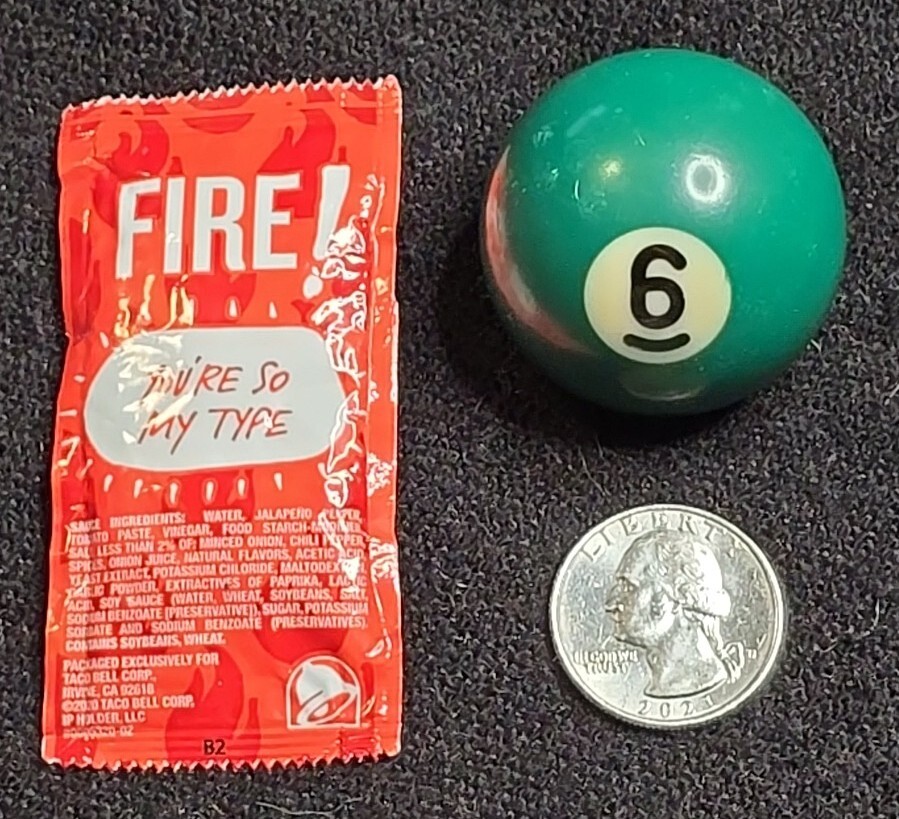 FIRE!
YOU'RE SO
MY TYPE
SAUCE INGREDIENTS: WATER, JALAPEÑO PEPPER,
TOMATO PASTE, VINEGAR, FOOD STARCH-MODIFIED,
SALT, LESS THAN 2% OF: MINCED ONION, CHILI PEPPER,
SPICES, ONION JUICE, NATURAL FLAVORS, ACETIC ACID,
YEAST EXTRACT, POTASSIUM CHLORIDE, MALTODEXTRIN,
GARLIC POWDER, EXTRACTIVES OF PAPRIKA, LACTIC
ACID, SOY SAUCE (WATER, WHEAT, SOYBEANS, SALT,
SODIUM BENZOATE [PRESERVATIVE]), SUGAR, POTASSIUM
SORBATE AND SODIUM BENZOATE (PRESERVATIVES).
CONTAINS SOYBEANS, WHEAT.
PACKAGED EXCLUSIVELY FOR
TACO BELL CORP.,
IRVINE, CA 92618
©2020 TACO BELL CORP.
IP HOLDER, LLC
B2
6
LIBERTY
IN GOD WE
TRUST
2021